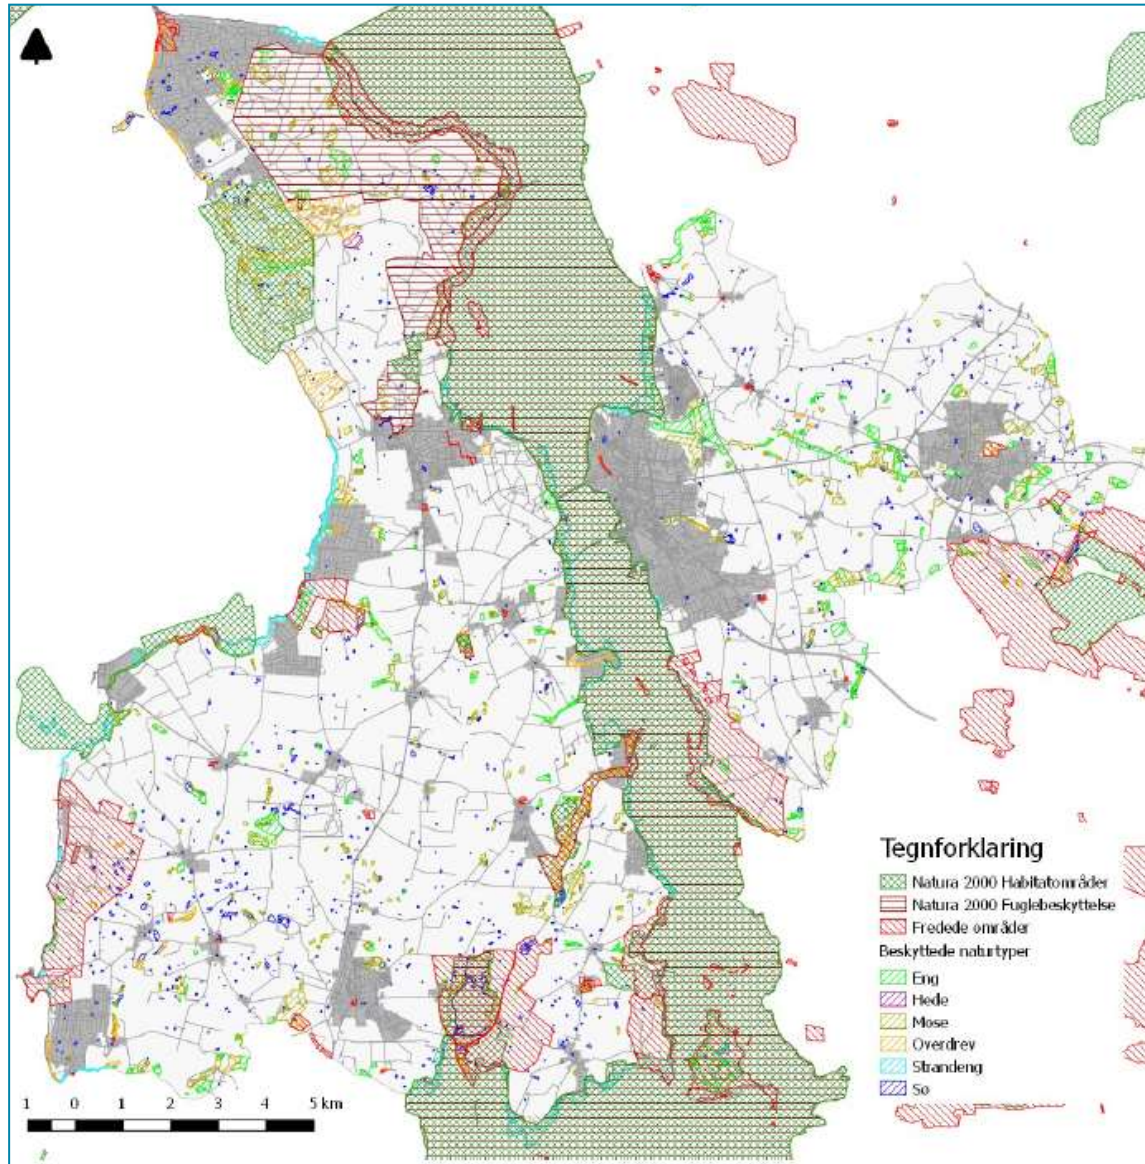 Tegnforklaring
Natura 2000 Habitatområder
Natura 2000 Fuglebeskyttelse
Fredede områder
Beskyttede naturtyper
Eng
Hede
Mose
Overdrev
Strandeng
Sø
1 0 1 2 3 4 5 km